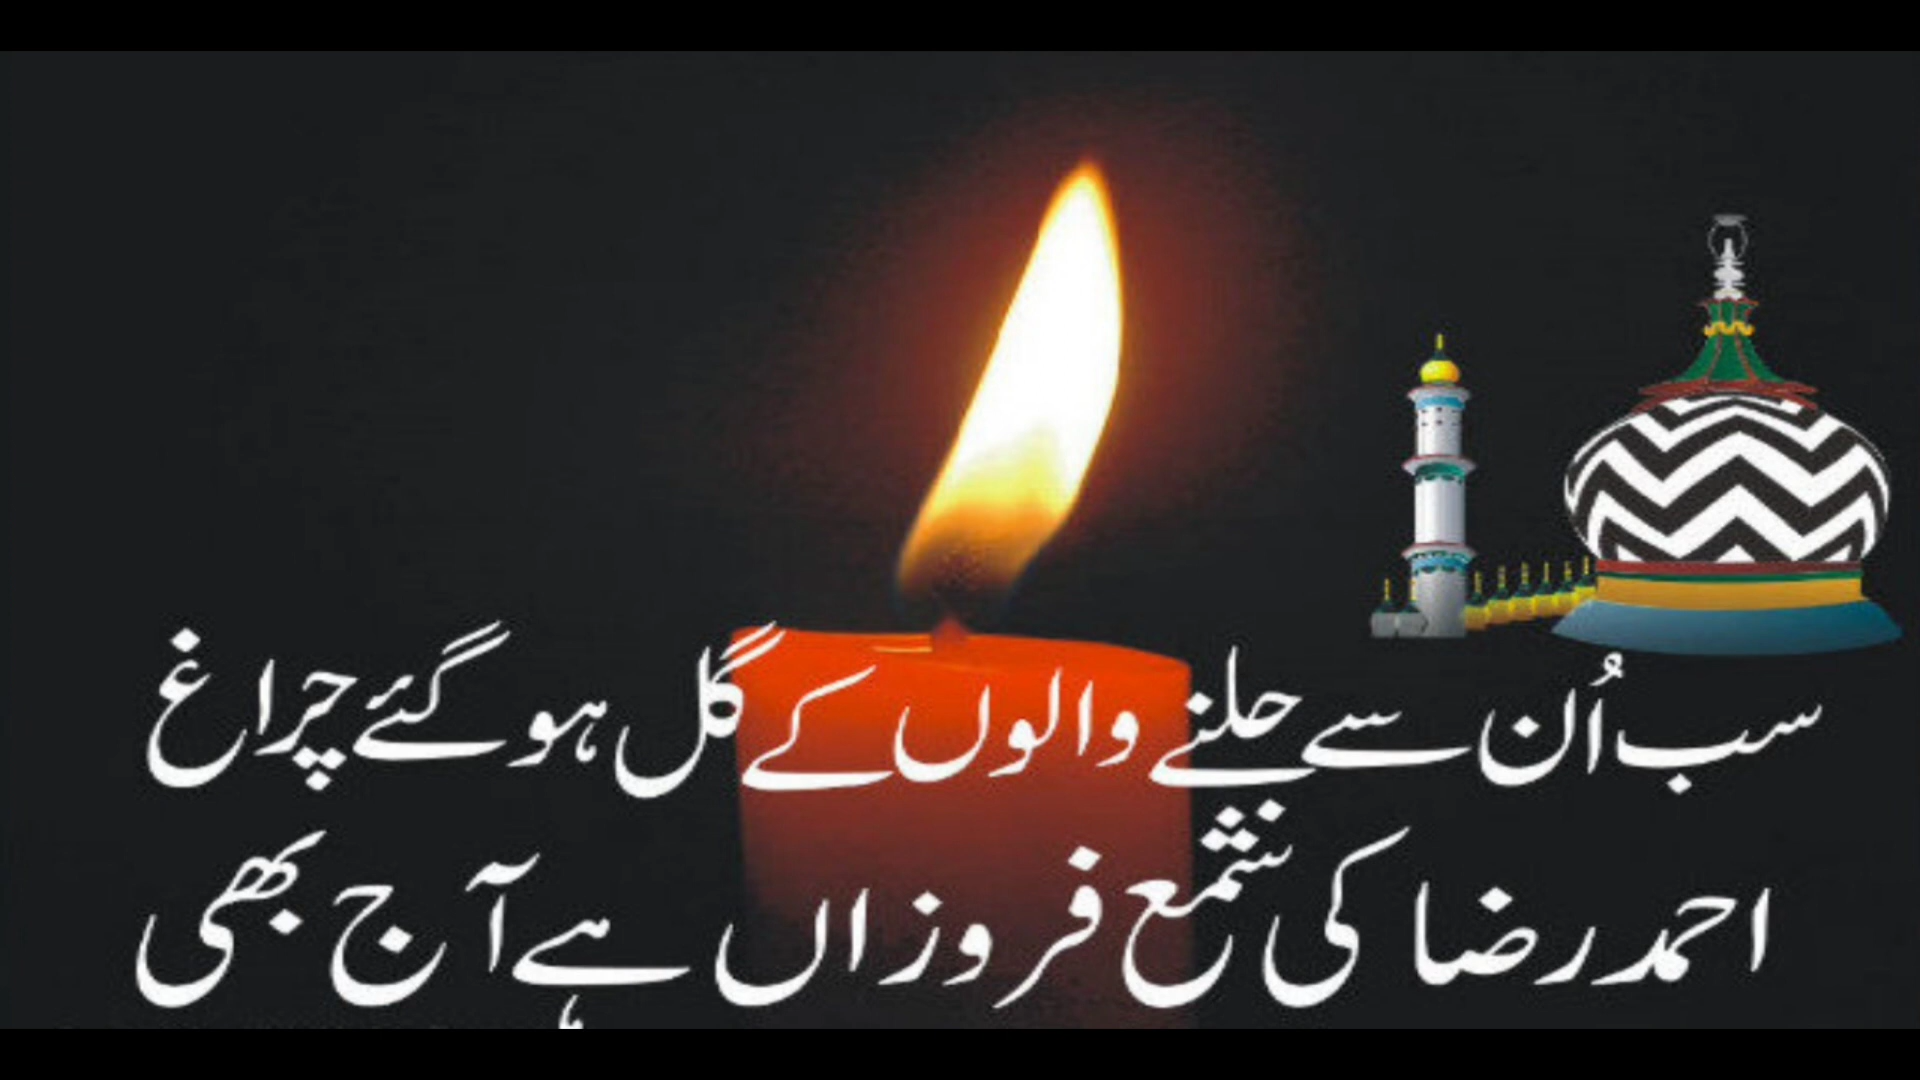 سب اُن سے جلنے والوں کے گل ہو گئے چراغ
احمد رضا کی شمع فروزاں ہے آج بھی